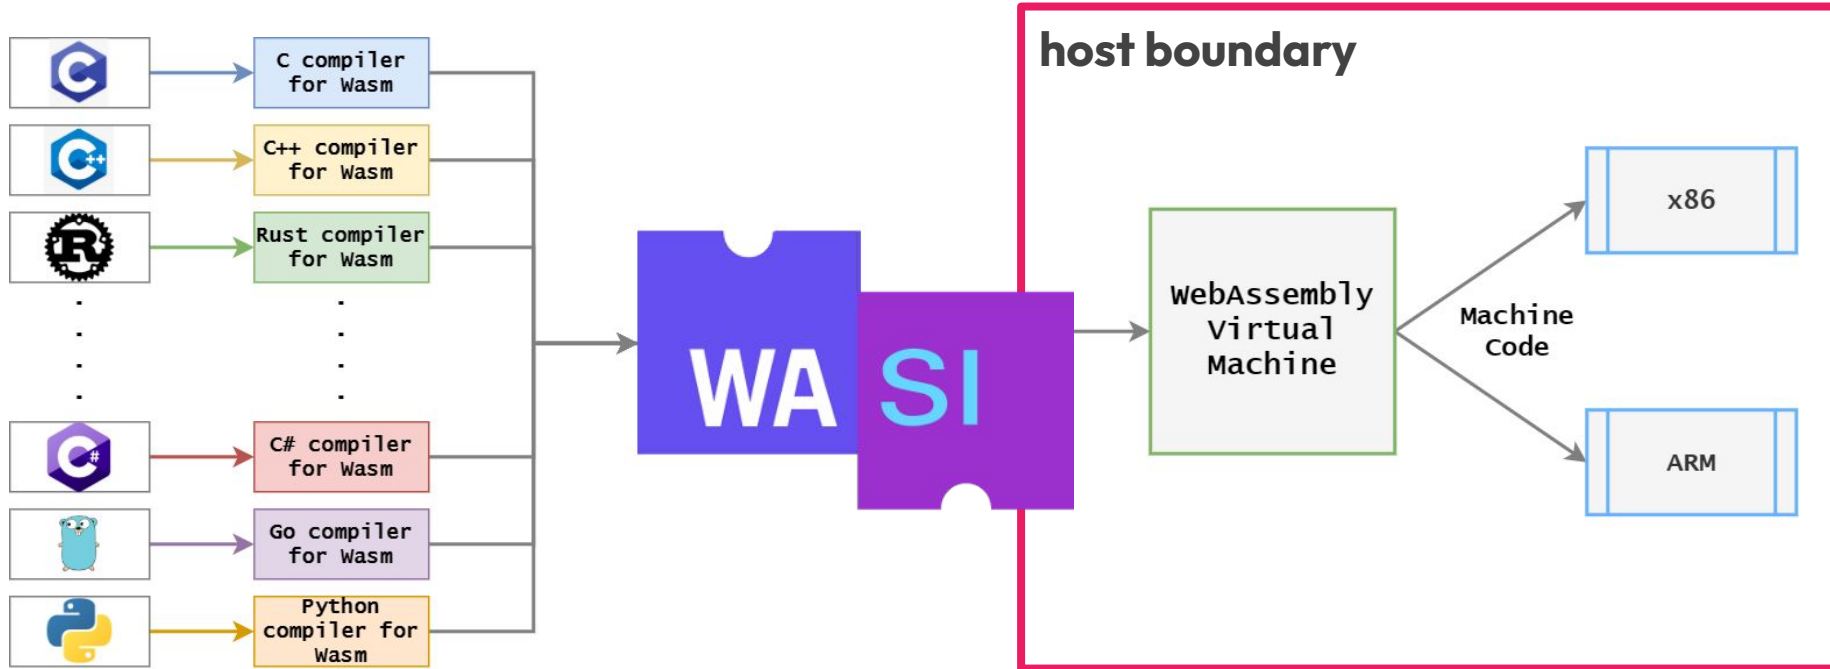 host boundary
C
C compiler
for Wasm
C++
C++ compiler
for Wasm
R
Rust compiler
for Wasm
C#
C# compiler
for Wasm
Go compiler
for Wasm
Python
compiler for
Wasm
WA SI
WebAssembly
Virtual
Machine
Machine
Code
x86
ARM